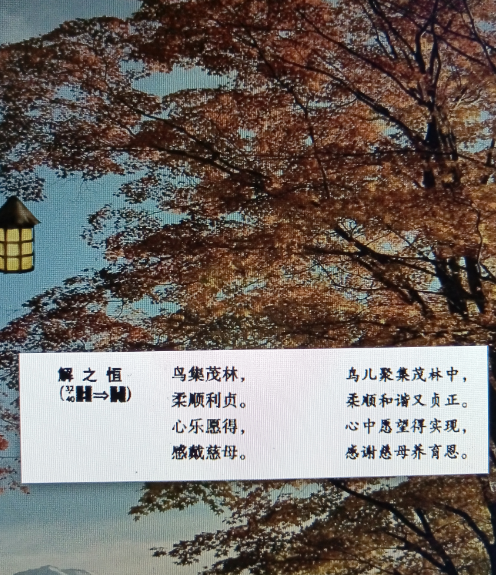 解之恒
鸟集茂林，
柔顺利贞。
心乐愿得，
感戴慈母。
鸟儿聚集茂林中，
柔顺和谐又贞正。
心中愿望得实现，
感谢慈母养育恩。